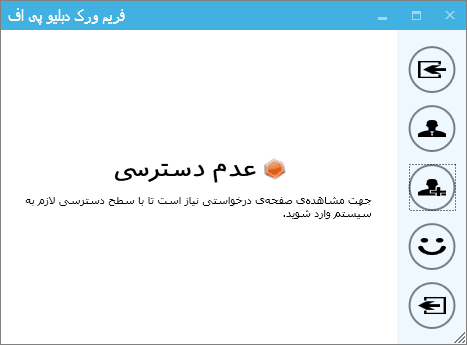 فریم ورک دبلیو پی اف
عدم دسترسی
جهت مشاهده‌ی صفحه‌ی درخواستی نیاز است تا با سطح دسترسی لازم به
سیستم وارد شوید.